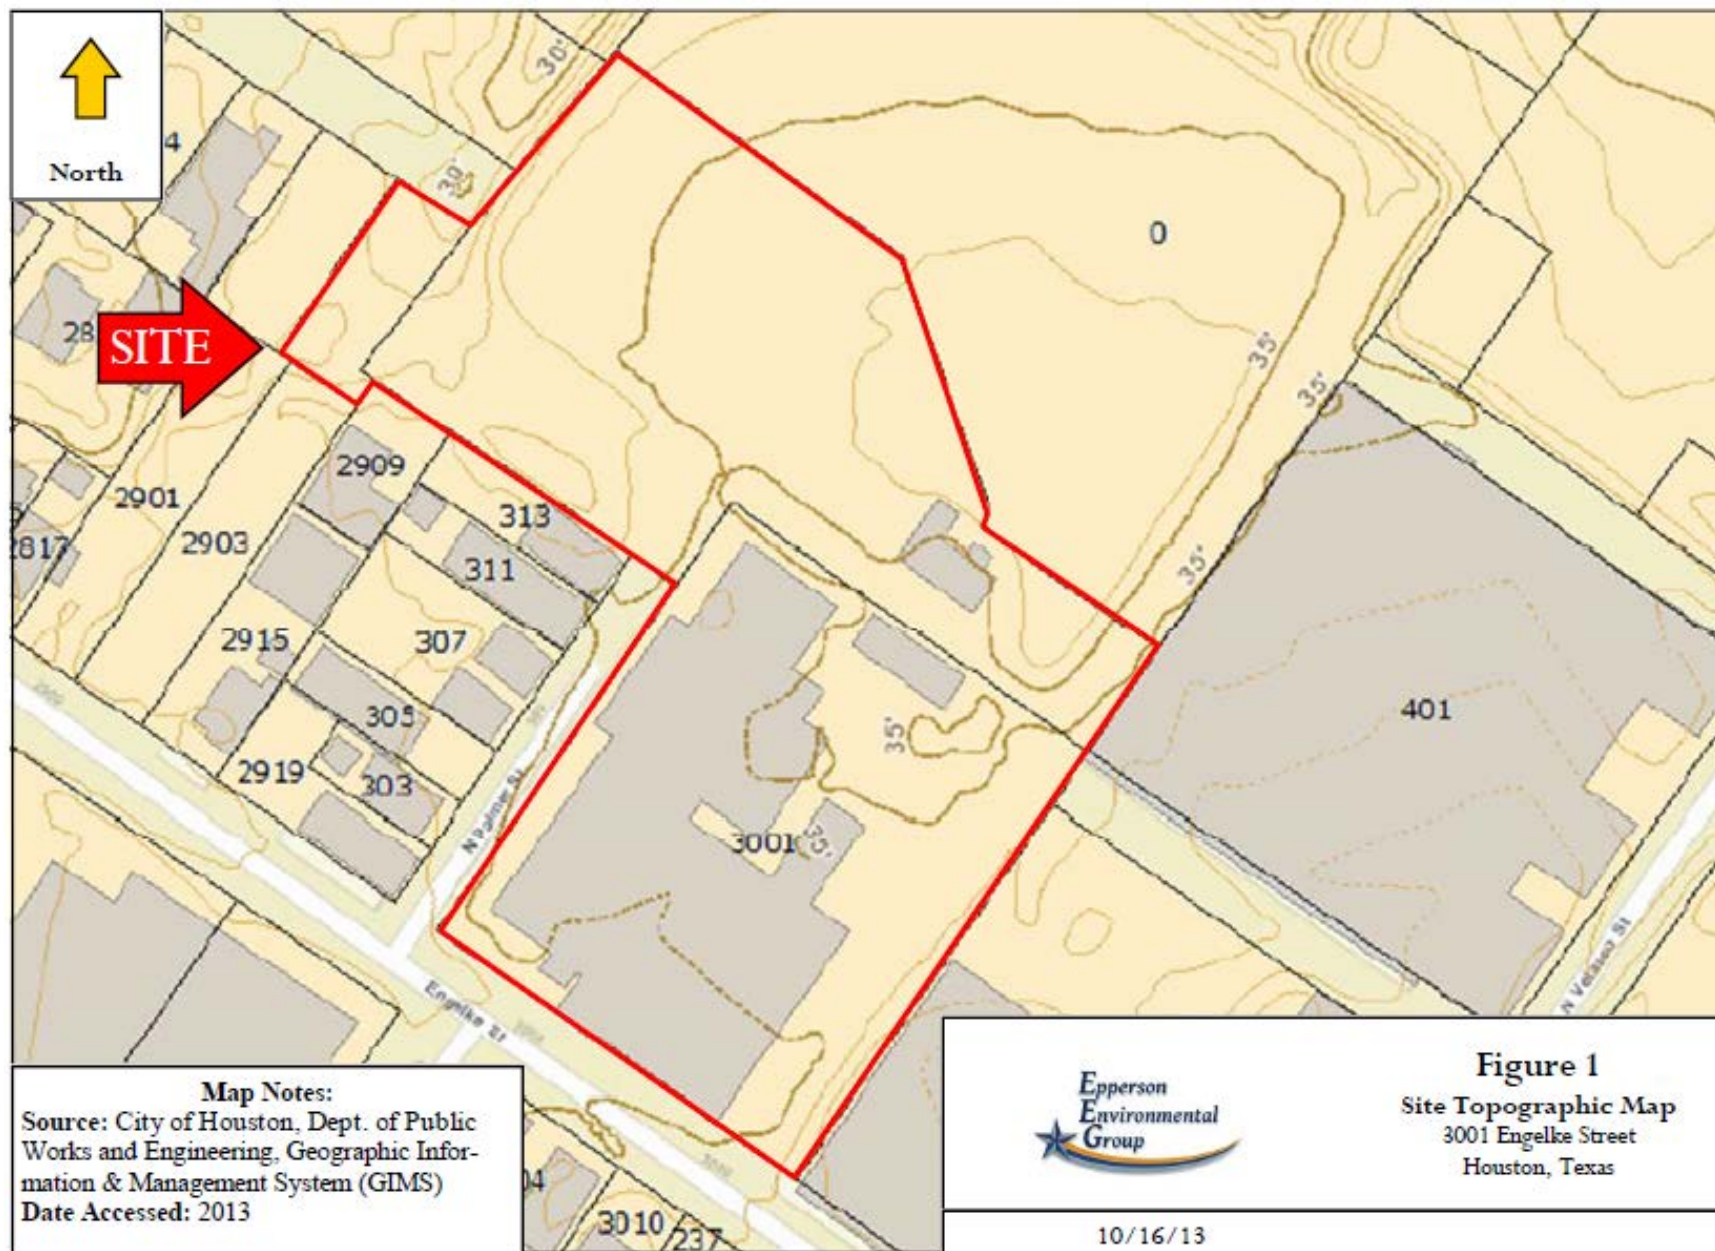 North
4
30'
30'
0
SITE
28
35'
35'
35'
35'
35'
2901
2903
2909
2817
313
311
2915
307
305
2919
303
401
3001
N Palmer St
Engelke St
N Velasco St
04
3010
237
Map Notes:
Source: City of Houston, Dept. of Public
Works and Engineering, Geographic Infor-
mation & Management System (GIMS)
Date Accessed: 2013
Epperson
Environmental
Group
Figure 1
Site Topographic Map
3001 Engelke Street
Houston, Texas
10/16/13